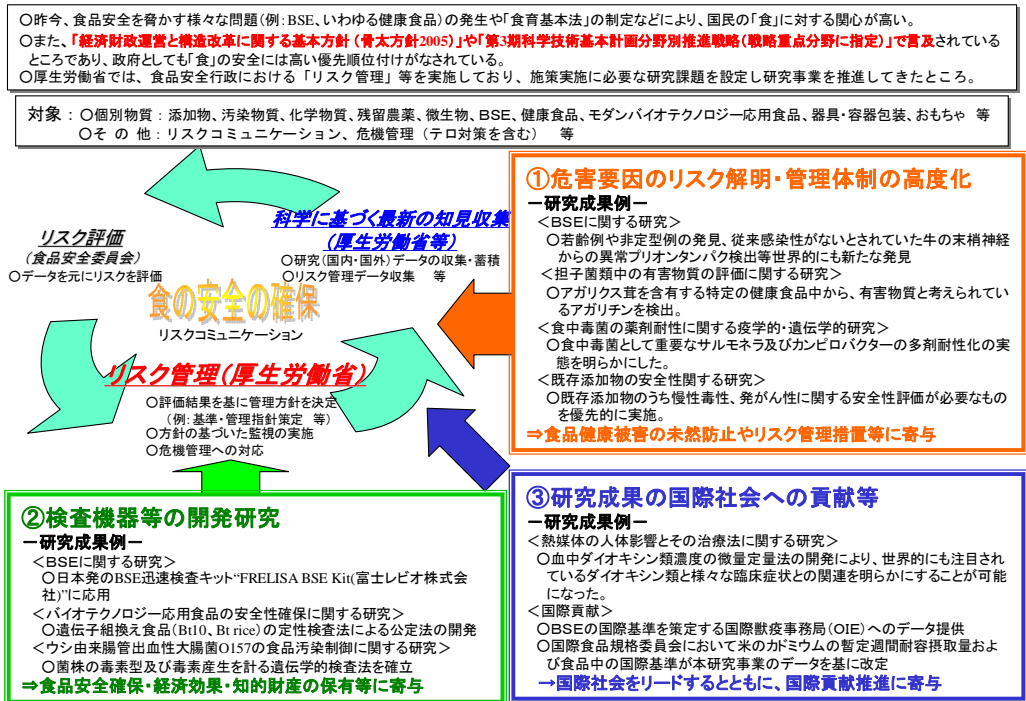 ○昨今、食品安全を脅かす様々な問題(例:BSE、いわゆる健康食品)の発生や「食育基本法」の制定などにより、国民の「食」に対する関心が高い。
○また、「経済財政運営と構造改革に関する基本方針(骨太方針2005)」や「第3期科学技術基本計画分野別推進戦略(戦略重点分野に指定)」で言及されている
ところであり、政府としても「食」の安全には高い優先順位付けがなされている。
○厚生労働省では、食品安全行政における「リスク管理」等を実施しており、施策実施に必要な研究課題を設定し研究事業を推進してきたところ。
対象:○個別物質:添加物、汚染物質、化学物質、残留農薬、微生物、BSE、健康食品、モダンバイオテクノロジー応用食品、器具・容器包装、おもちゃ 等
○そ の 他:リスクコミュニケーション、危機管理(テロ対策を含む) 等
科学に基づく最新の知見収集
(厚生労働省等)
○研究(国内・国外)データの収集・蓄積
○リスク管理データ収集 等
リスク評価
(食品安全委員会)
○データを元にリスクを評価
食の安全の確保
リスクコミュニケーション
リスク管理(厚生労働省)
○評価結果を基に管理方針を決定
(例:基準・管理指針策定 等)
○方針の基づいた監視の実施
○危機管理への対応
①危害要因のリスク解明・管理体制の高度化
－研究成果例－
<BSEに関する研究>
○若齢例や非定型例の発見、従来感染性がないとされていた牛の末梢神経
からの異常プリオンタンパク検出等世界的にも新たな発見
<担子菌類中の有害物質の評価に関する研究>
○アガリクス茸を含有する特定の健康食品中から、有害物質と考えられてい
るアガリチンを検出。
<食中毒菌の薬剤耐性に関する疫学的・遺伝学的研究>
○食中毒菌として重要なサルモネラ及びカンピロバクターの多剤耐性化の実
態を明らかにした。
<既存添加物の安全性関する研究>
○既存添加物のうち慢性毒性、発がん性に関する安全性評価が必要なもの
を優先的に実施。
⇒食品健康被害の未然防止やリスク管理措置等に寄与
②検査機器等の開発研究
－研究成果例－
<BSEに関する研究>
○日本発のBSE迅速検査キット“FRELISA BSE Kit(富士レビオ株式会
社)”に応用
<バイオテクノロジー応用食品の安全性確保に関する研究>
○遺伝子組換え食品(Bt10、Bt rice)の定性検査法による公定法の開発
<ウシ由来腸管出血性大腸菌O157の食品汚染制御に関する研究>
○菌株の毒素型及び毒素産生を計る遺伝学的検査法を確立
⇒食品安全確保・経済効果・知的財産の保有等に寄与
③研究成果の国際社会への貢献等
－研究成果例－
<熱媒体の人体影響とその治療法に関する研究>
○血中ダイオキシン類濃度の微量定量法の開発により、世界的にも注目され
ているダイオキシン類と様々な臨床症状との関連を明らかにすることが可能
になった。
<国際貢献>
○BSEの国際基準を策定する国際獣疫事務局(OIE)へのデータ提供
○国際食品規格委員会において米のカドミウムの暫定週間耐容摂取量およ
び食品中の国際基準が本研究事業のデータを基に改定
→国際社会をリードするとともに、国際貢献推進に寄与